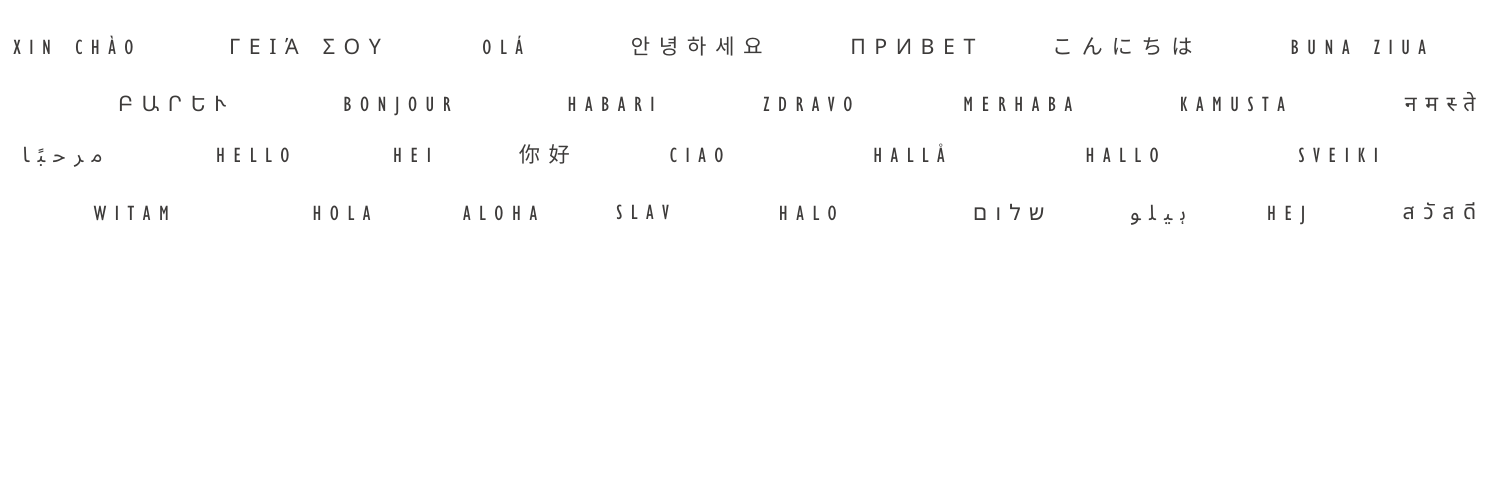 XIN CHÀO ΓΕΙΆ ΣΟΥ OLÁ 안녕하세요 ПРИВЕТ こんにちは BUNA ZIUA
ԲԱՐԵՒ BONJOUR HABARI ZDRAVO MERHABA KAMUSTA नमस्ते
مرحبًا HELLO HEI 你好 CIAO HALLÅ HALLO SVEIKI
WITAM HOLA ALOHA SLAV HALO שלום ہیلو HEJ สวัสดี